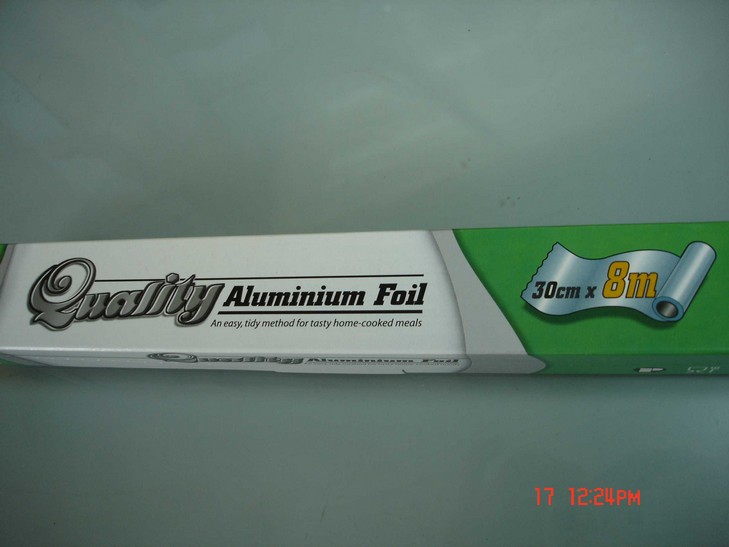 Quality Aluminium Foil
An easy, tidy method for tasty home-cooked meals
30cm x 8m
Quality Aluminium Foil
17 12:24PM